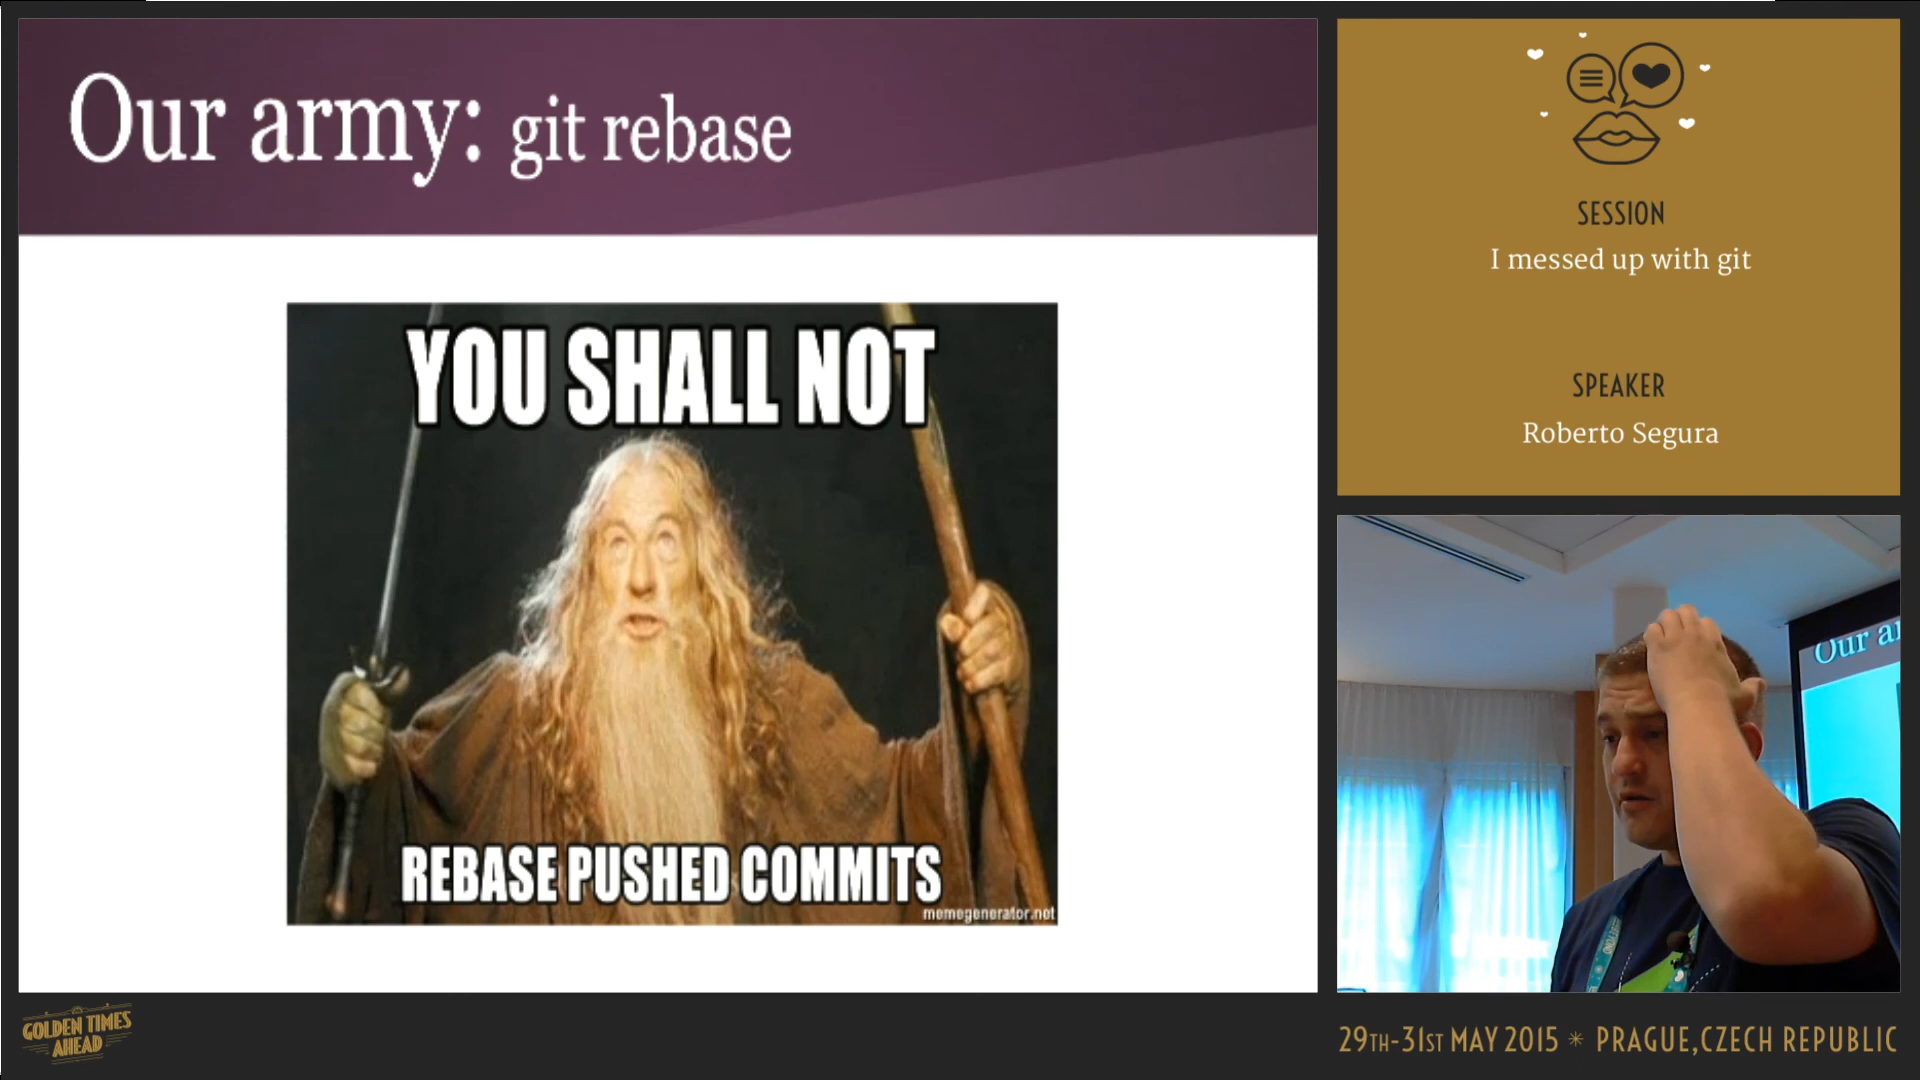 Our army: git rebase
YOU SHALL NOT
REBASE PUSHED COMMITS
memegenerator.net
SESSION
I messed up with git
SPEAKER
Roberto Segura
Our a
GOLDEN TIMES
AHEAD
29TH-31ST MAY 2015 * PRAGUE,CZECH REPUBLIC